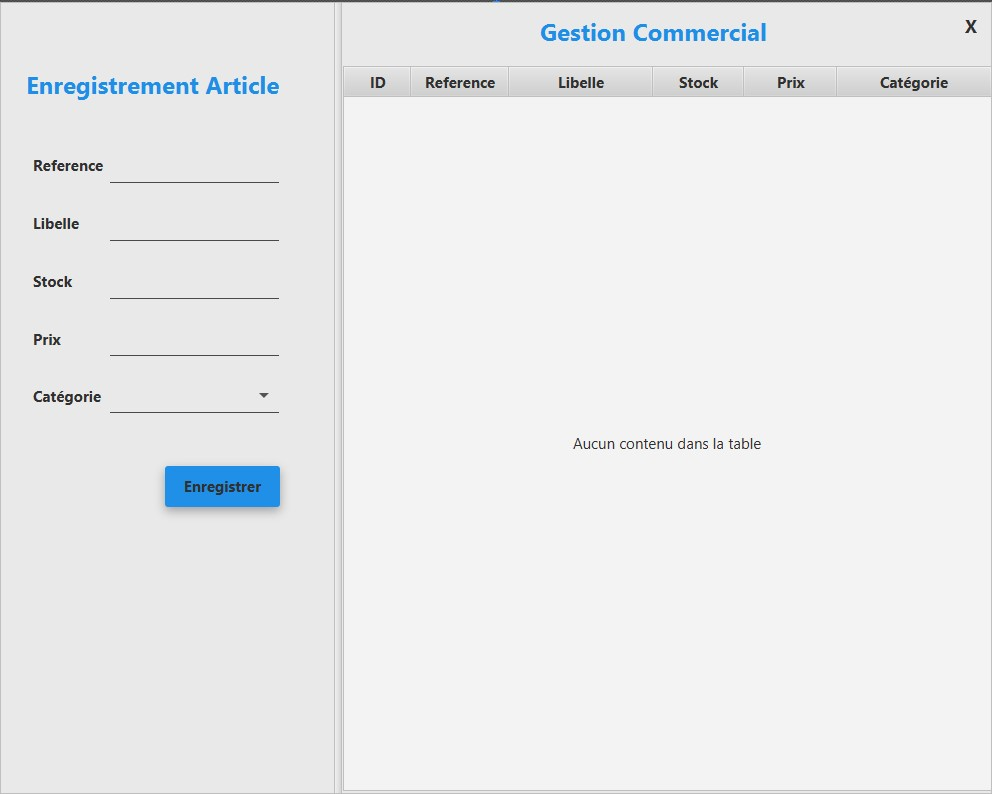 Enregistrement Article
Reference
Libelle
Stock
Prix
Catégorie
Enregistrer
Gestion Commercial
X
ID Reference Libelle Stock Prix Catégorie
Aucun contenu dans la table